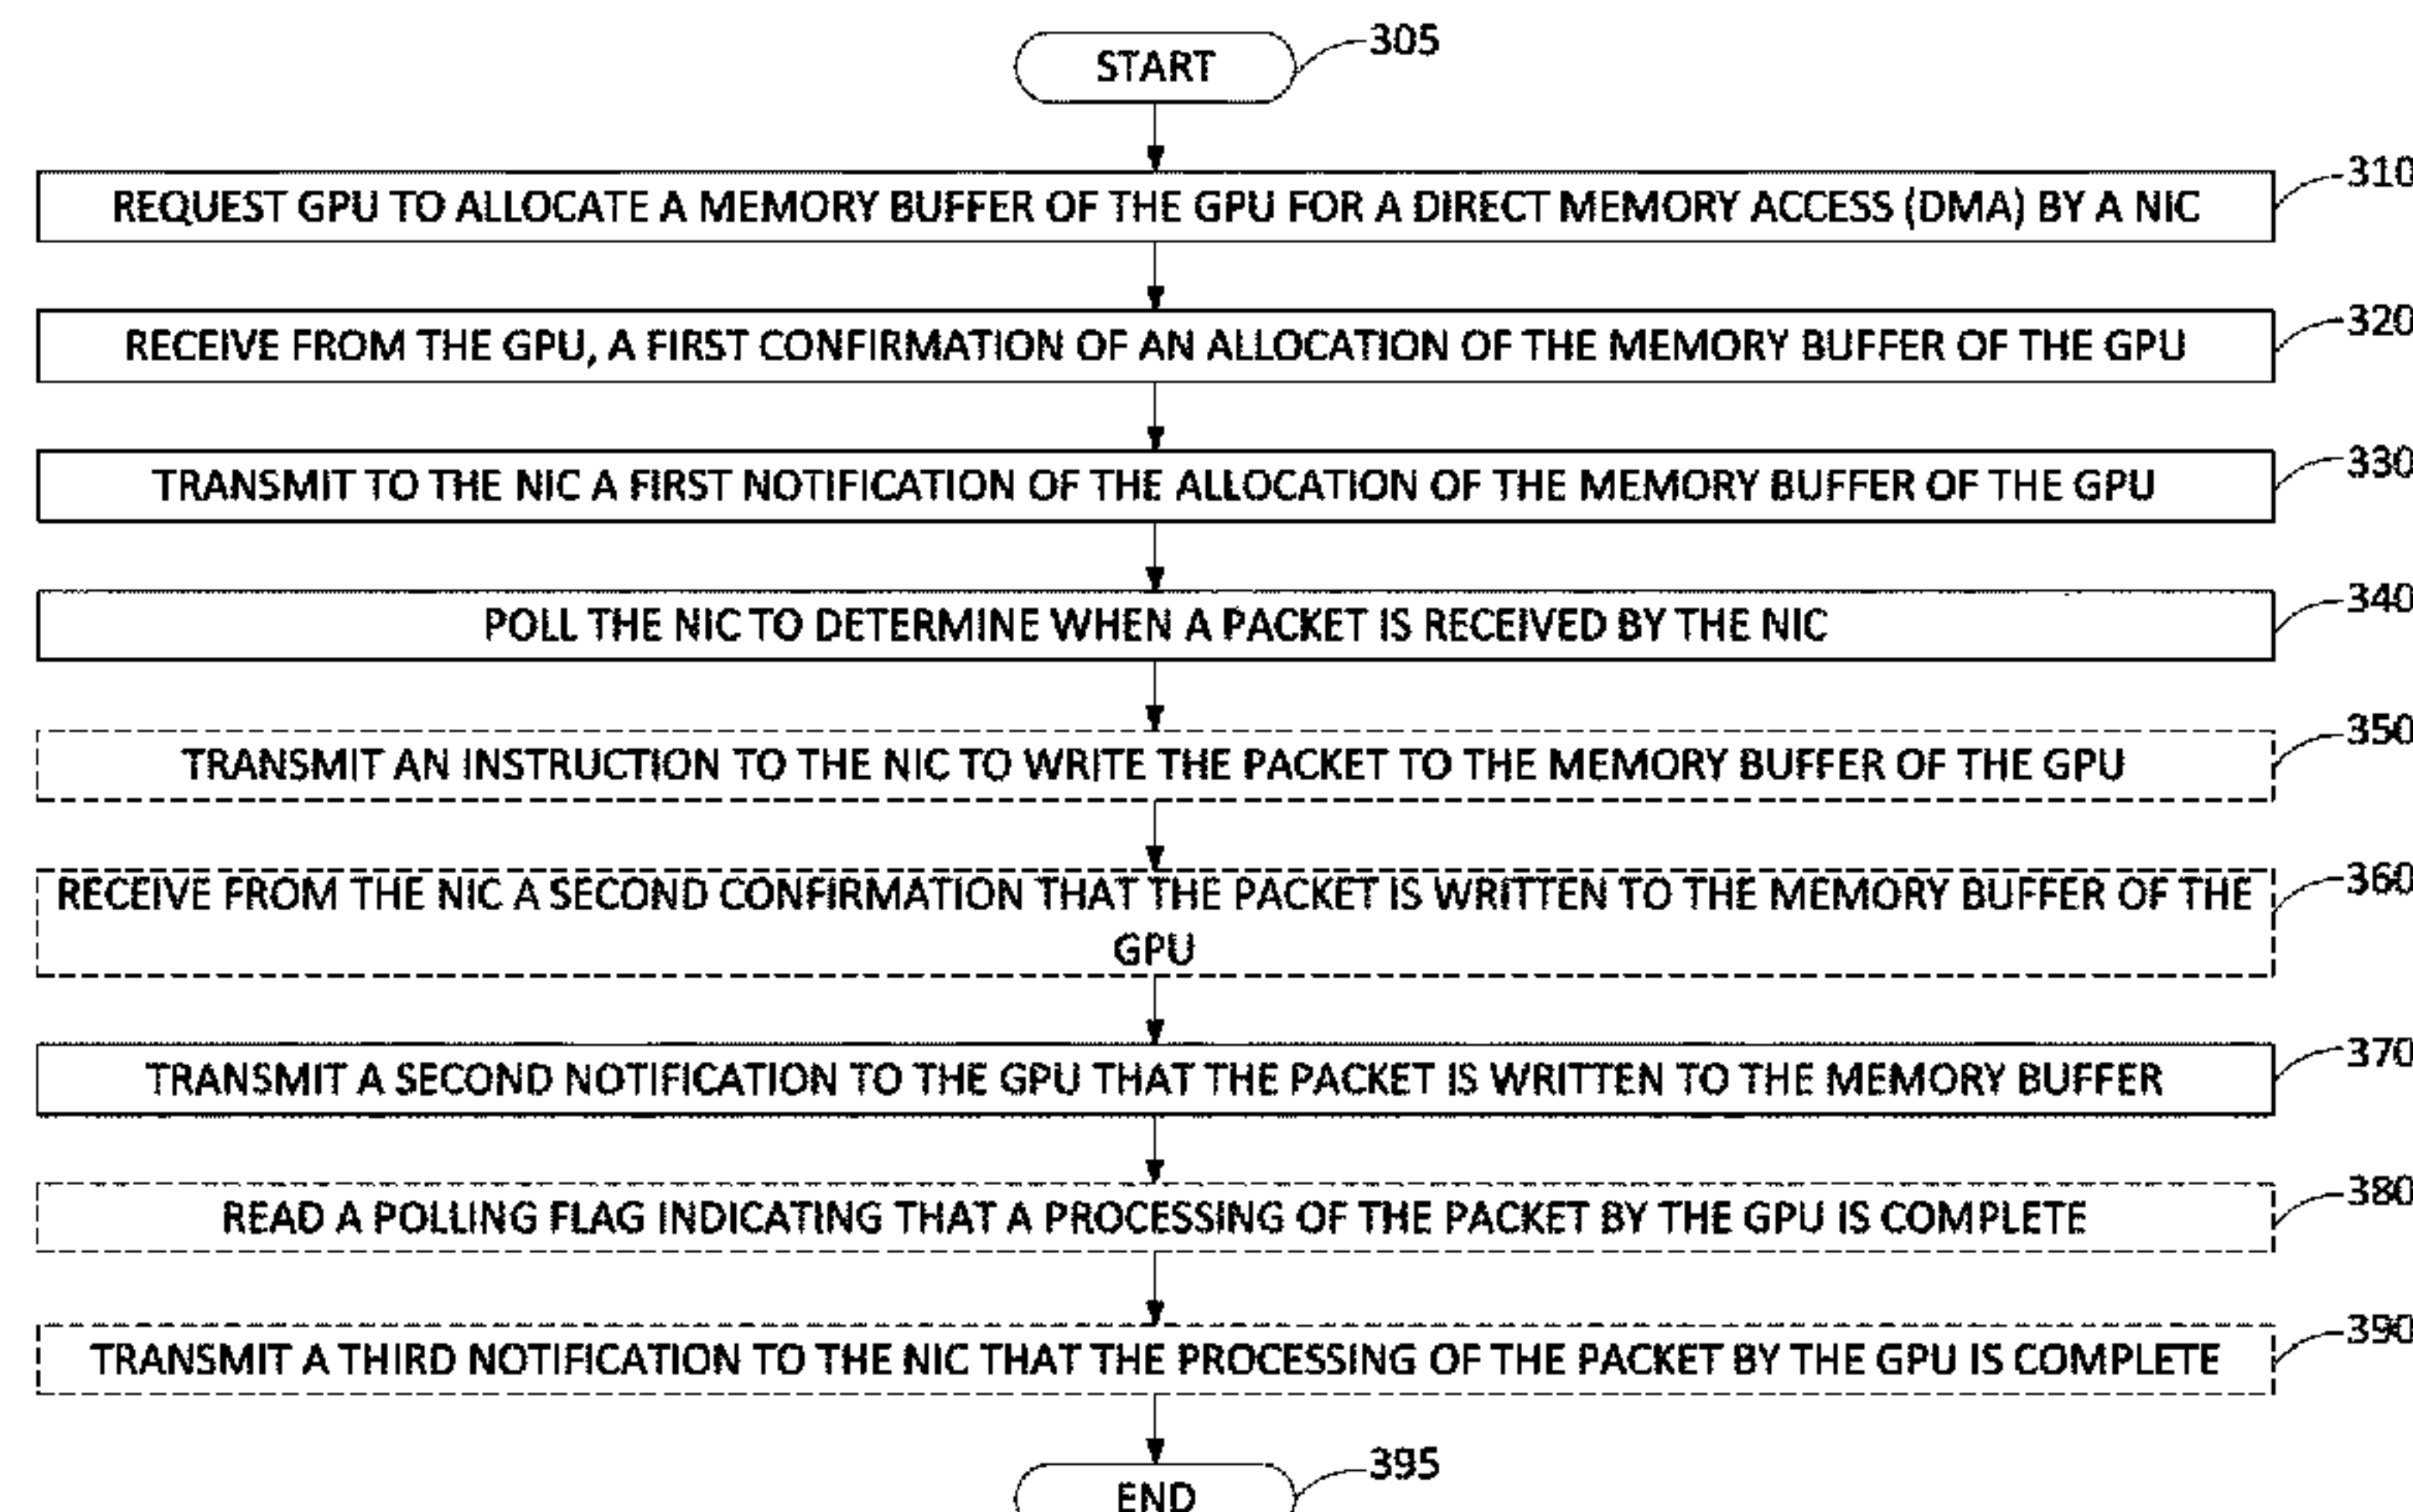 START
305
REQUEST GPU TO ALLOCATE A MEMORY BUFFER OF THE GPU FOR A DIRECT MEMORY ACCESS (DMA) BY A NIC
310
RECEIVE FROM THE GPU, A FIRST CONFIRMATION OF AN ALLOCATION OF THE MEMORY BUFFER OF THE GPU
320
TRANSMIT TO THE NIC A FIRST NOTIFICATION OF THE ALLOCATION OF THE MEMORY BUFFER OF THE GPU
330
POLL THE NIC TO DETERMINE WHEN A PACKET IS RECEIVED BY THE NIC
340
TRANSMIT AN INSTRUCTION TO THE NIC TO WRITE THE PACKET TO THE MEMORY BUFFER OF THE GPU
350
RECEIVE FROM THE NIC A SECOND CONFIRMATION THAT THE PACKET IS WRITTEN TO THE MEMORY BUFFER OF THE
GPU
360
TRANSMIT A SECOND NOTIFICATION TO THE GPU THAT THE PACKET IS WRITTEN TO THE MEMORY BUFFER
370
READ A POLLING FLAG INDICATING THAT A PROCESSING OF THE PACKET BY THE GPU IS COMPLETE
380
TRANSMIT A THIRD NOTIFICATION TO THE NIC THAT THE PROCESSING OF THE PACKET BY THE GPU IS COMPLETE
390
END
395